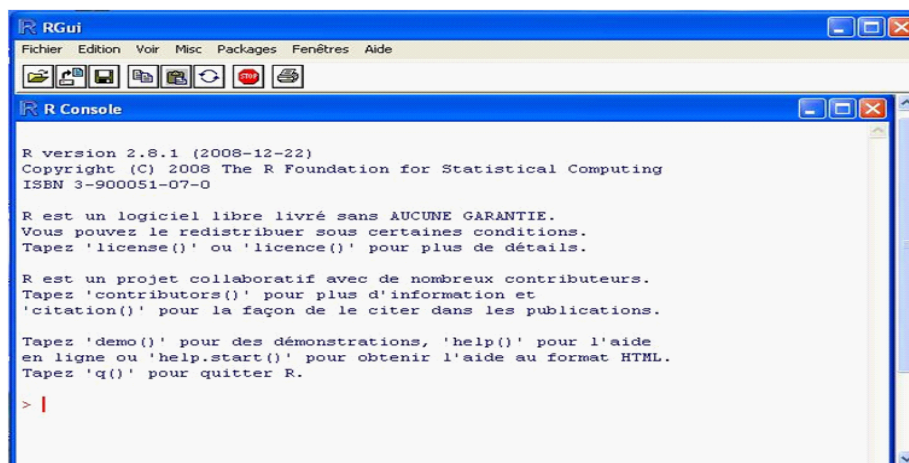 RGui
Fichier Edition Voir Misc Packages Fenêtres Aide
STOP
R Console
R version 2.8.1 (2008-12-22)
Copyright (C) 2008 The R Foundation for Statistical Computing
ISBN 3-900051-07-0
R est un logiciel libre livré sans AUCUNE GARANTIE.
Vous pouvez le redistribuer sous certaines conditions.
Tapez 'license()' ou 'licence()' pour plus de détails.
R est un projet collaboratif avec de nombreux contributeurs.
Tapez 'contributors()' pour plus d'information et
'citation()' pour la façon de le citer dans les publications.
Tapez 'demo()' pour des démonstrations, 'help()' pour l'aide
en ligne ou 'help.start()' pour obtenir l'aide au format HTML.
Tapez 'q()' pour quitter R.
>